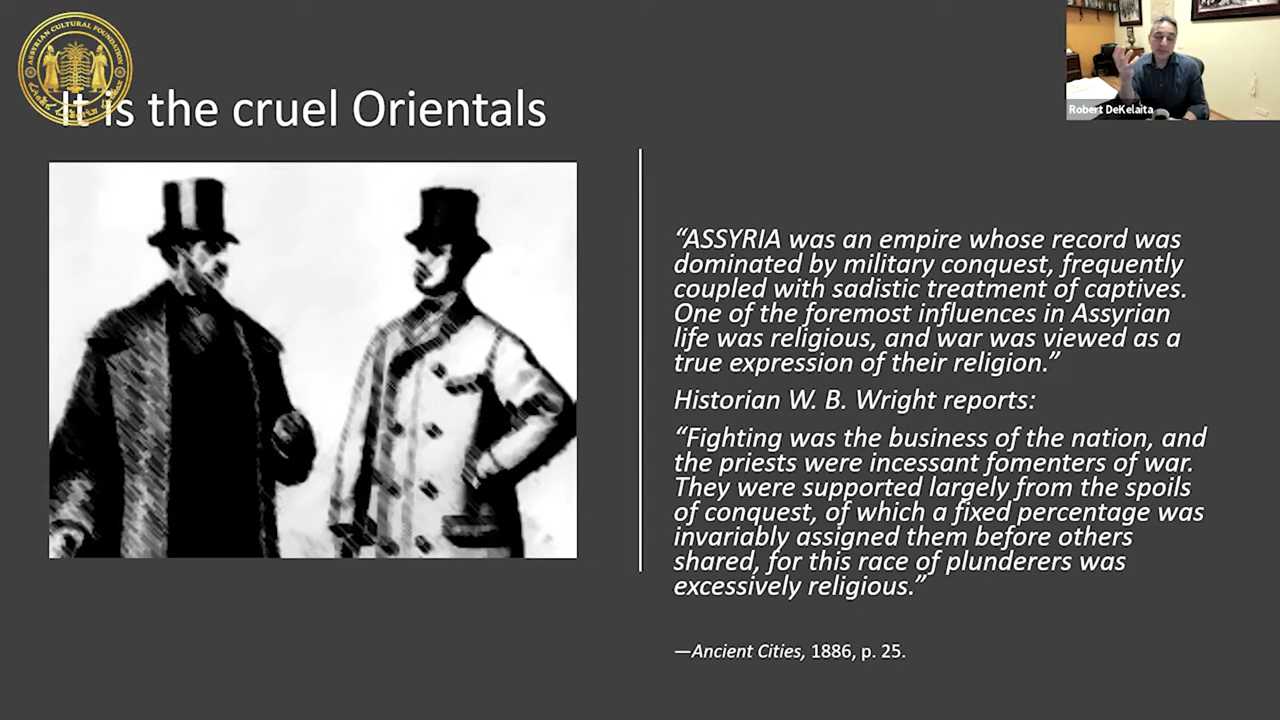 ASSYRIAN CULTURAL FOUNDATION
Robert DeKelaita
It is the cruel Orientals
“ASSYRIA was an empire whose record was
dominated by military conquest, frequently
coupled with sadistic treatment of captives.
One of the foremost influences in Assyrian
life was religious, and war was viewed as a
true expression of their religion.”
Historian W. B. Wright reports:
“Fighting was the business of the nation, and
the priests were incessant fomenters of war.
They were supported largely from the spoils
of conquest, of which a fixed percentage was
invariably assigned them before others
shared, for this race of plunderers was
excessively religious.”
—Ancient Cities, 1886, p. 25.